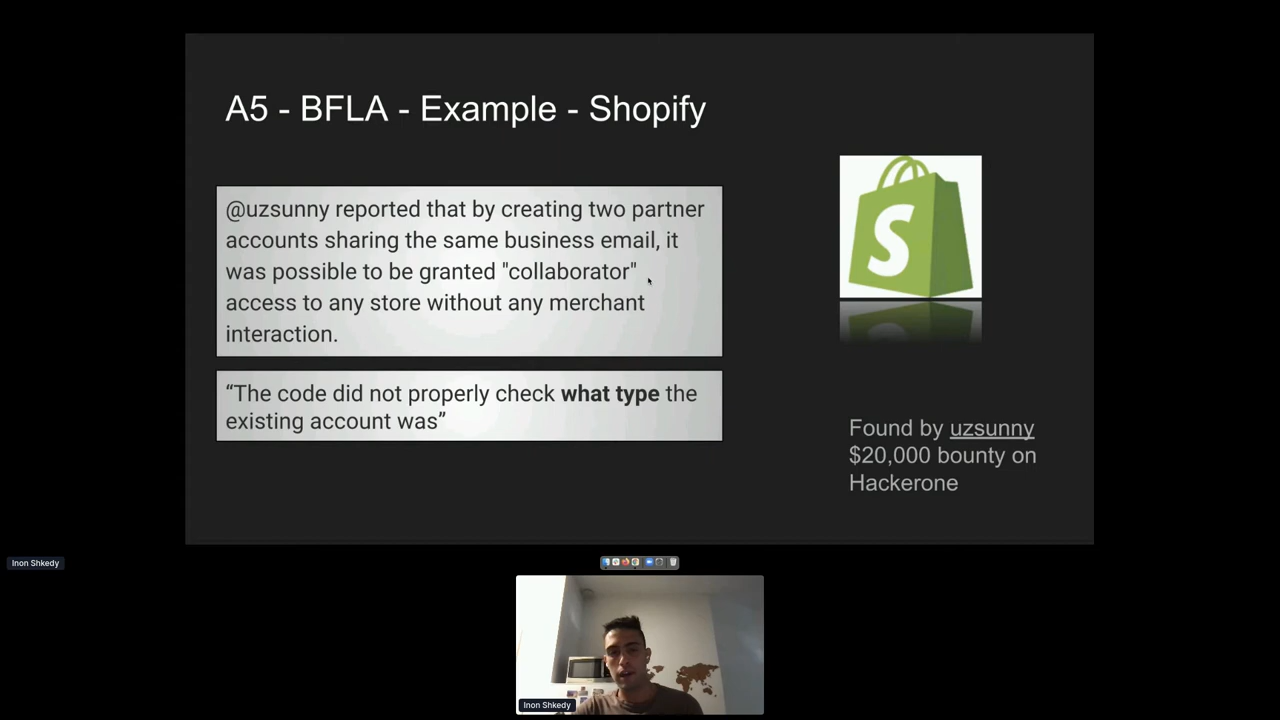 A5 - BFLA - Example - Shopify
@uzsunny reported that by creating two partner
accounts sharing the same business email, it
was possible to be granted "collaborator"
access to any store without any merchant
interaction.
“The code did not properly check what type the
existing account was”
S
Found by uzsunny
$20,000 bounty on
Hackerone
Inon Shkedy
Inon Shkedy